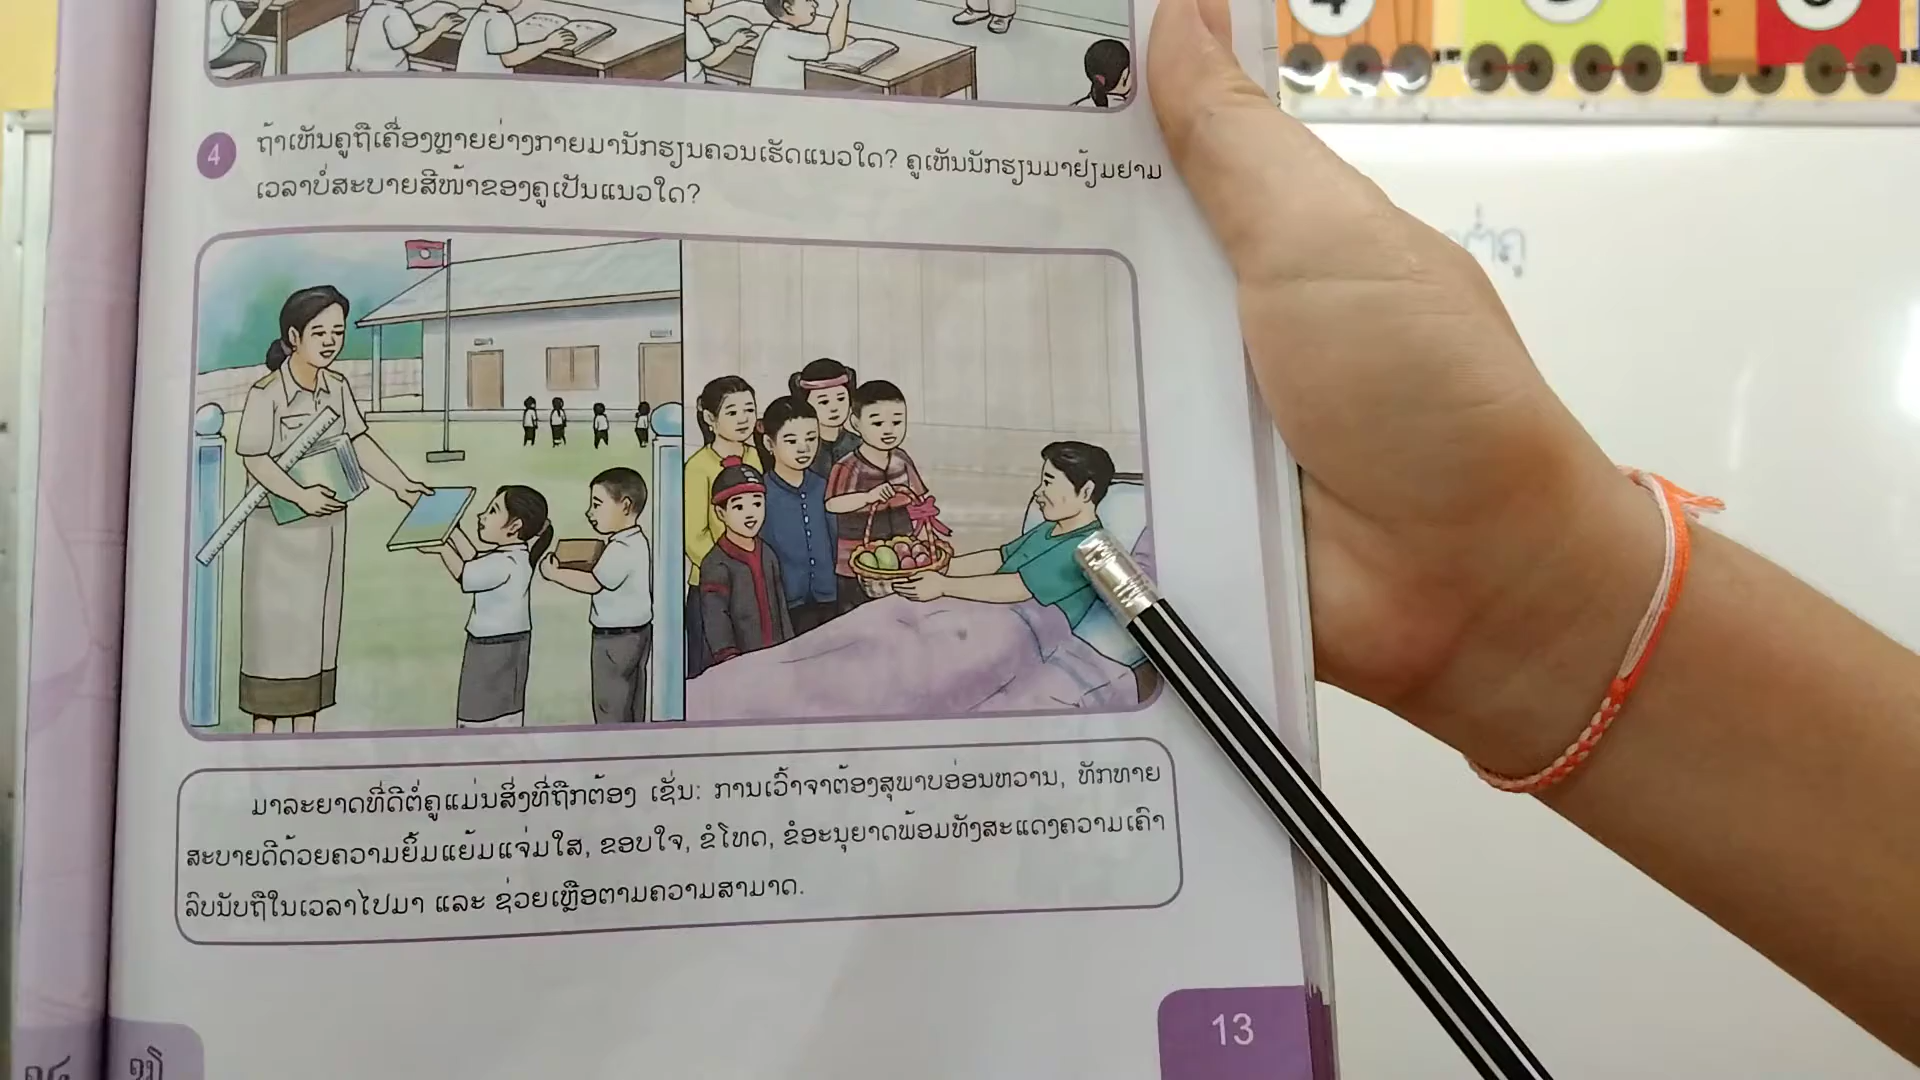 4
ຖ້າເຫັນຄູຖືເຄື່ອງຫຼາຍຢ່າງກາຍມານັກຮຽນຄວນເຮັດແນວໃດ? ຄູເຫັນນັກຮຽນມາຢ້ຽມຢາມ
ເວລາບໍ່ສະບາຍສີໜ້າຂອງຄູເປັນແນວໃດ?
ມາລະຍາດທີ່ດີຕໍ່ຄູແມ່ນສິ່ງທີ່ຖືກຕ້ອງ ເຊັ່ນ: ການເວົ້າຈາຕ້ອງສຸພາບອ່ອນຫວານ, ທັກທາຍ
ສະບາຍດີດ້ວຍຄວາມຍິ້ມແຍ້ມແຈ່ມໃສ, ຂອບໃຈ, ຂໍໂທດ, ຂໍອະນຸຍາດພ້ອມທັງສະແດງຄວາມເຄົາ
ລົບນັບຖືໃນເວລາໄປມາ ແລະ ຊ່ວຍເຫຼືອຕາມຄວາມສາມາດ.
13
ຕໍ່ຄູ